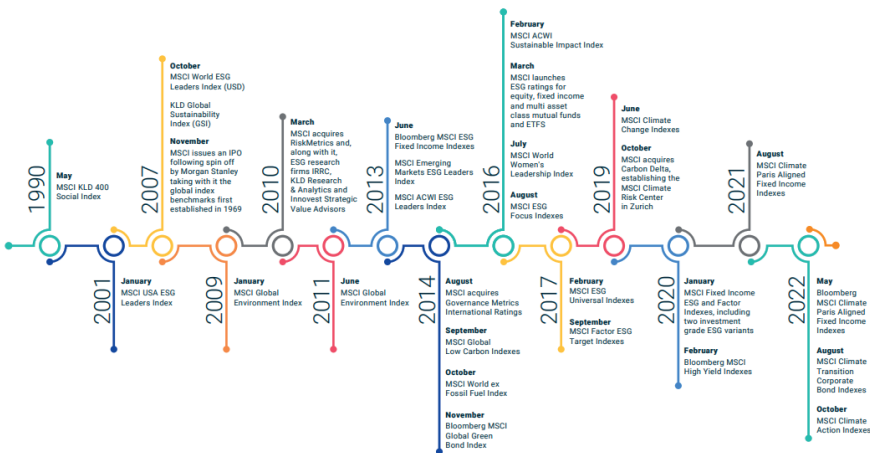 1990
May
MSCI KLD 400
Social Index
2001
January
MSCI USA ESG
Leaders Index
2007
October
MSCI World ESG
Leaders Index (USD)
KLD Global
Sustainability
Index (GSI)
November
MSCI issues an IPO
following spin off
by Morgan Stanley
taking with it the
global index
benchmarks first
established in 1969
2009
January
MSCI Global
Environment Index
2010
March
MSCI acquires
RiskMetrics and,
along with it,
ESG research
firms IRRC,
KLD Research
& Analytics and
Innovest Strategic
Value Advisors
2011
June
MSCI Global
Environment Index
2013
June
Bloomberg MSCI ESG
Fixed Income Indexes
MSCI Emerging
Markets ESG Leaders
Index
MSCI ACWI ESG
Leaders Index
2014
August
MSCI acquires
Governance Metrics
International Ratings
September
MSCI Global
Low Carbon Indexes
October
MSCI World ex
Fossil Fuel Index
November
Bloomberg MSCI
Global Green
Bond Index
2016
February
MSCI ACWI
Sustainable Impact Index
March
MSCI launches
ESG ratings for
equity, fixed income
and multi asset
class mutual funds
and ETFS
July
MSCI World
Women's
Leadership Index
August
MSCI ESG
Focus Indexes
2017
February
MSCI ESG
Universal Indexes
September
MSCI Factor ESG
Target Indexes
2019
June
MSCI Climate
Change Indexes
October
MSCI acquires
Carbon Delta,
establishing the
MSCI Climate
Risk Center
in Zurich
2020
January
MSCI Fixed Income
ESG and Factor
Indexes, including
two investment
grade ESG variants
February
Bloomberg MSCI
High Yield Indexes
2021
August
MSCI Climate
Paris Aligned
Fixed Income
Indexes
2022
May
Bloomberg
MSCI Climate
Paris Aligned
Fixed Income
Indexes
August
MSCI Climate
Transition
Corporate
Bond Indexes
October
MSCI Climate
Action Indexes